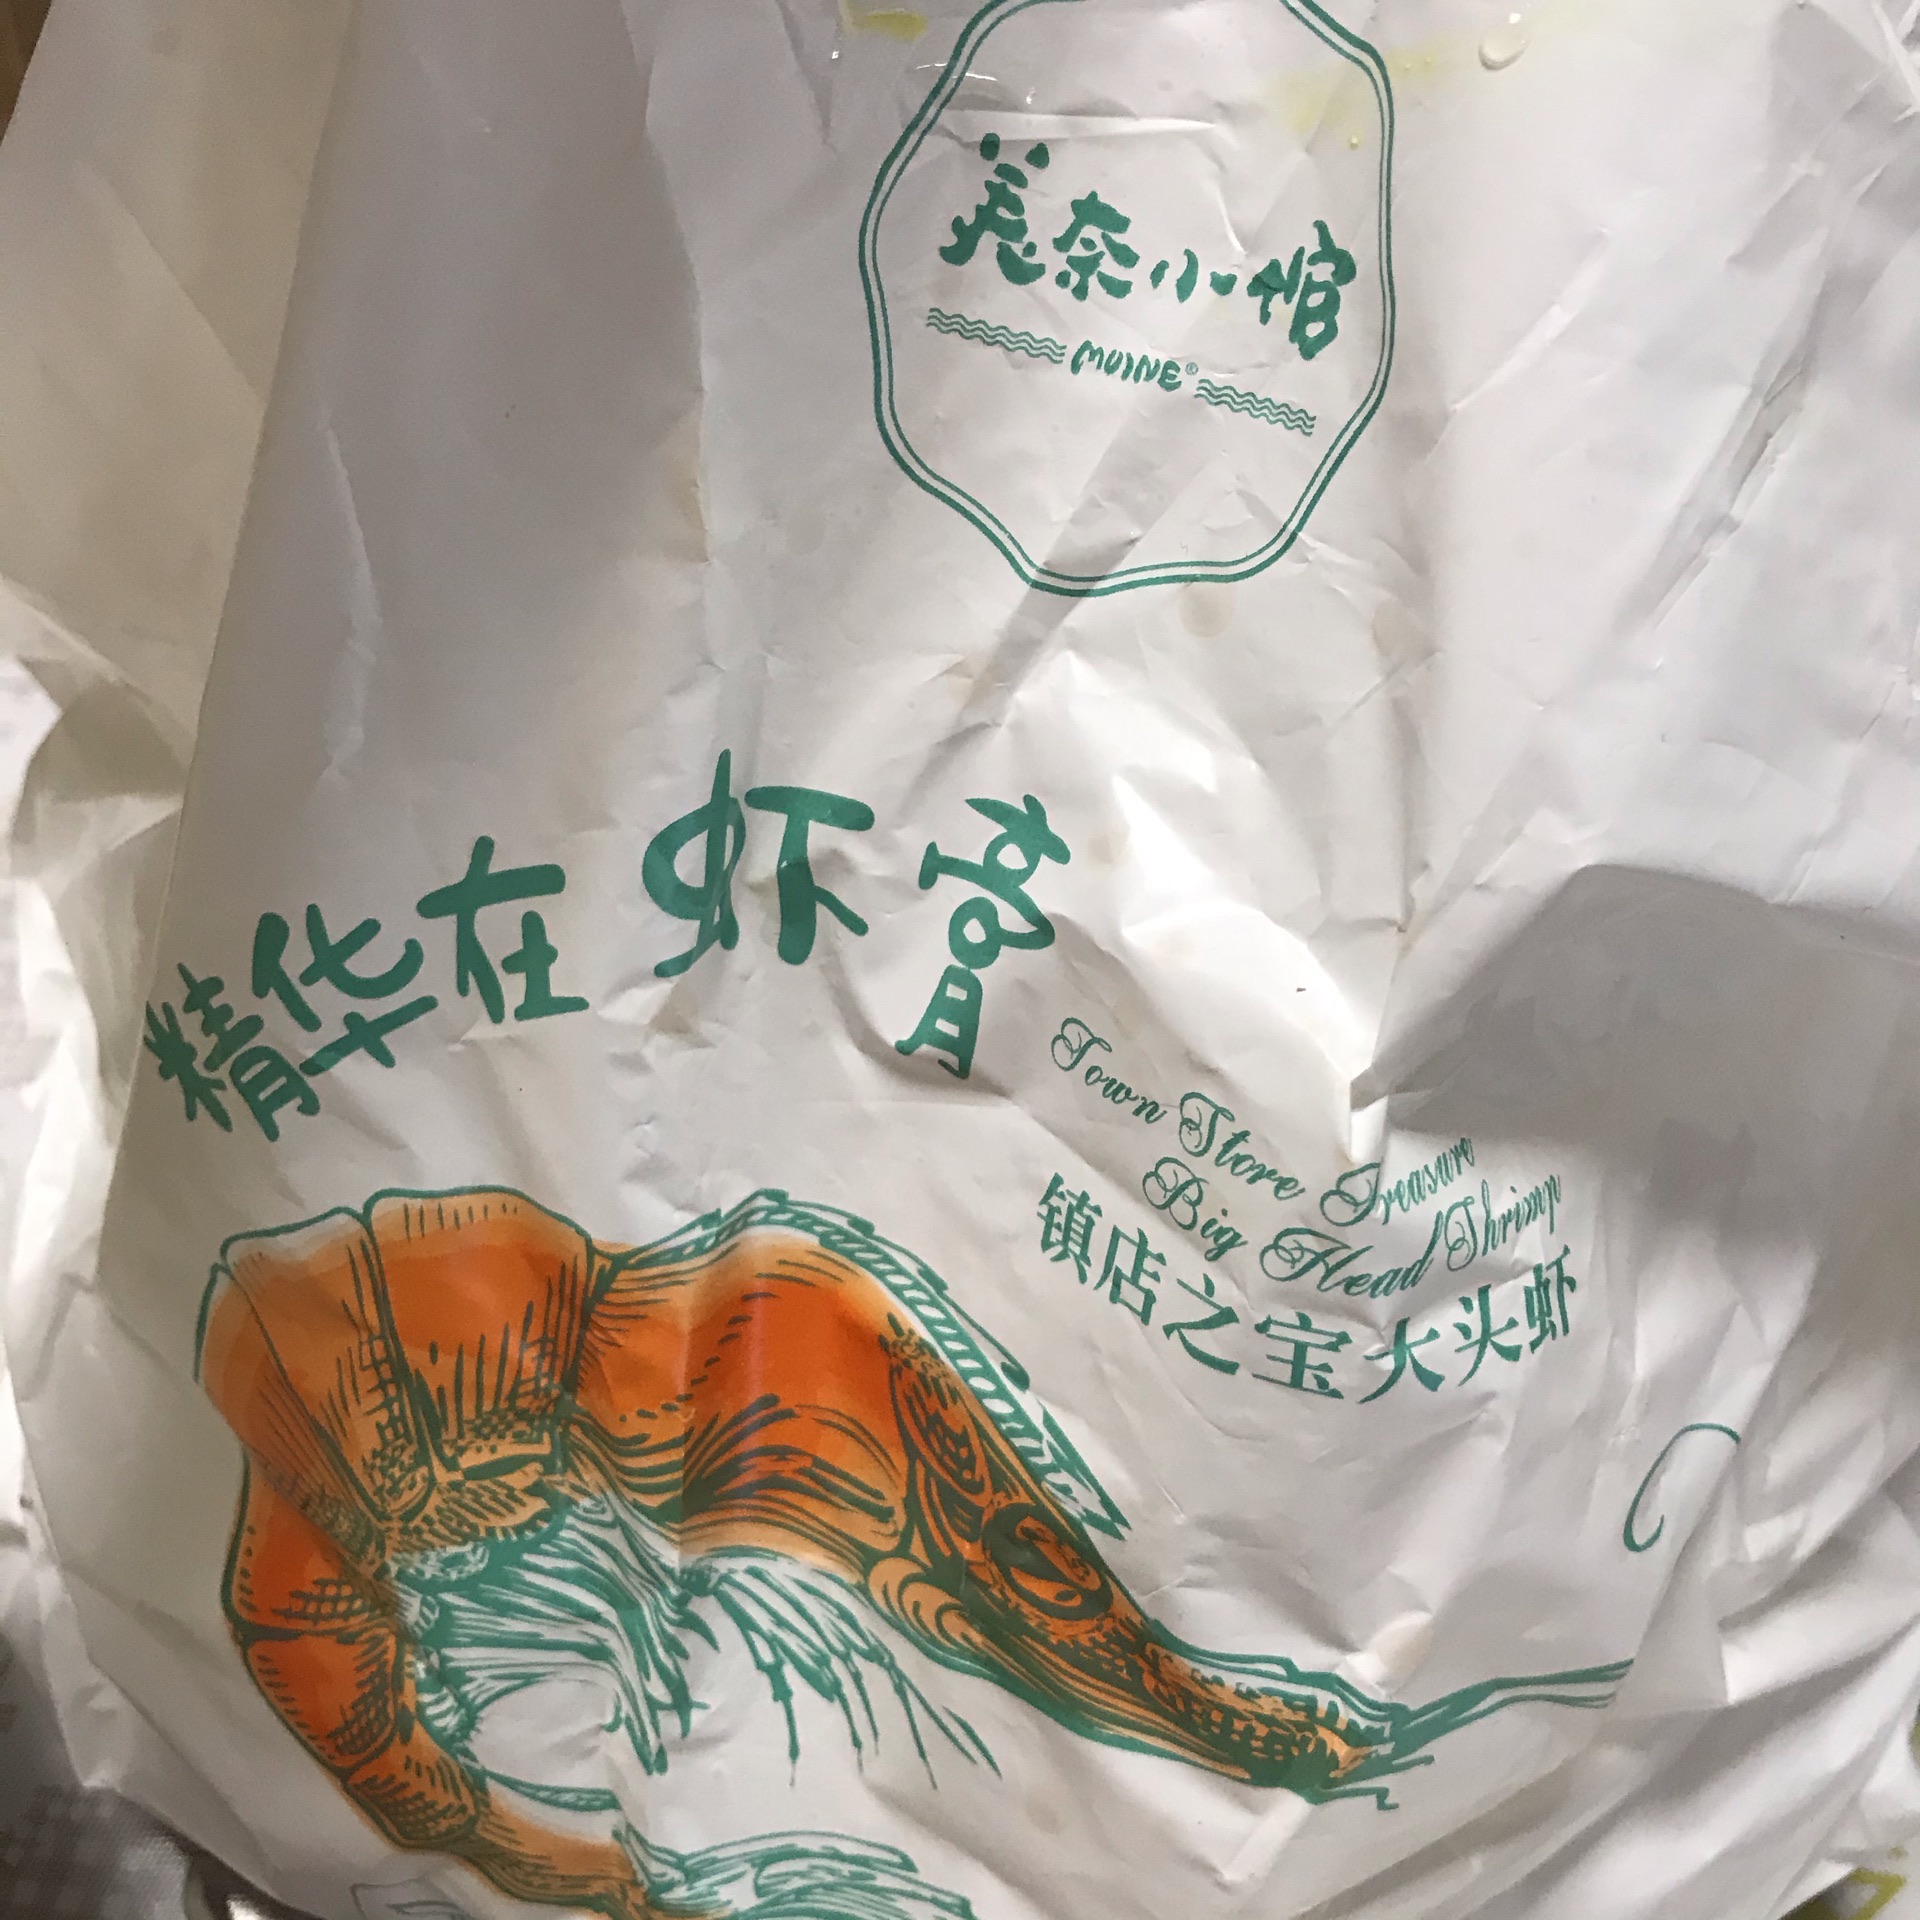 美奈小馆
MUINE®
精华在虾膏
Town Store Treasure
Big Head Shrimp
镇店之宝大头虾